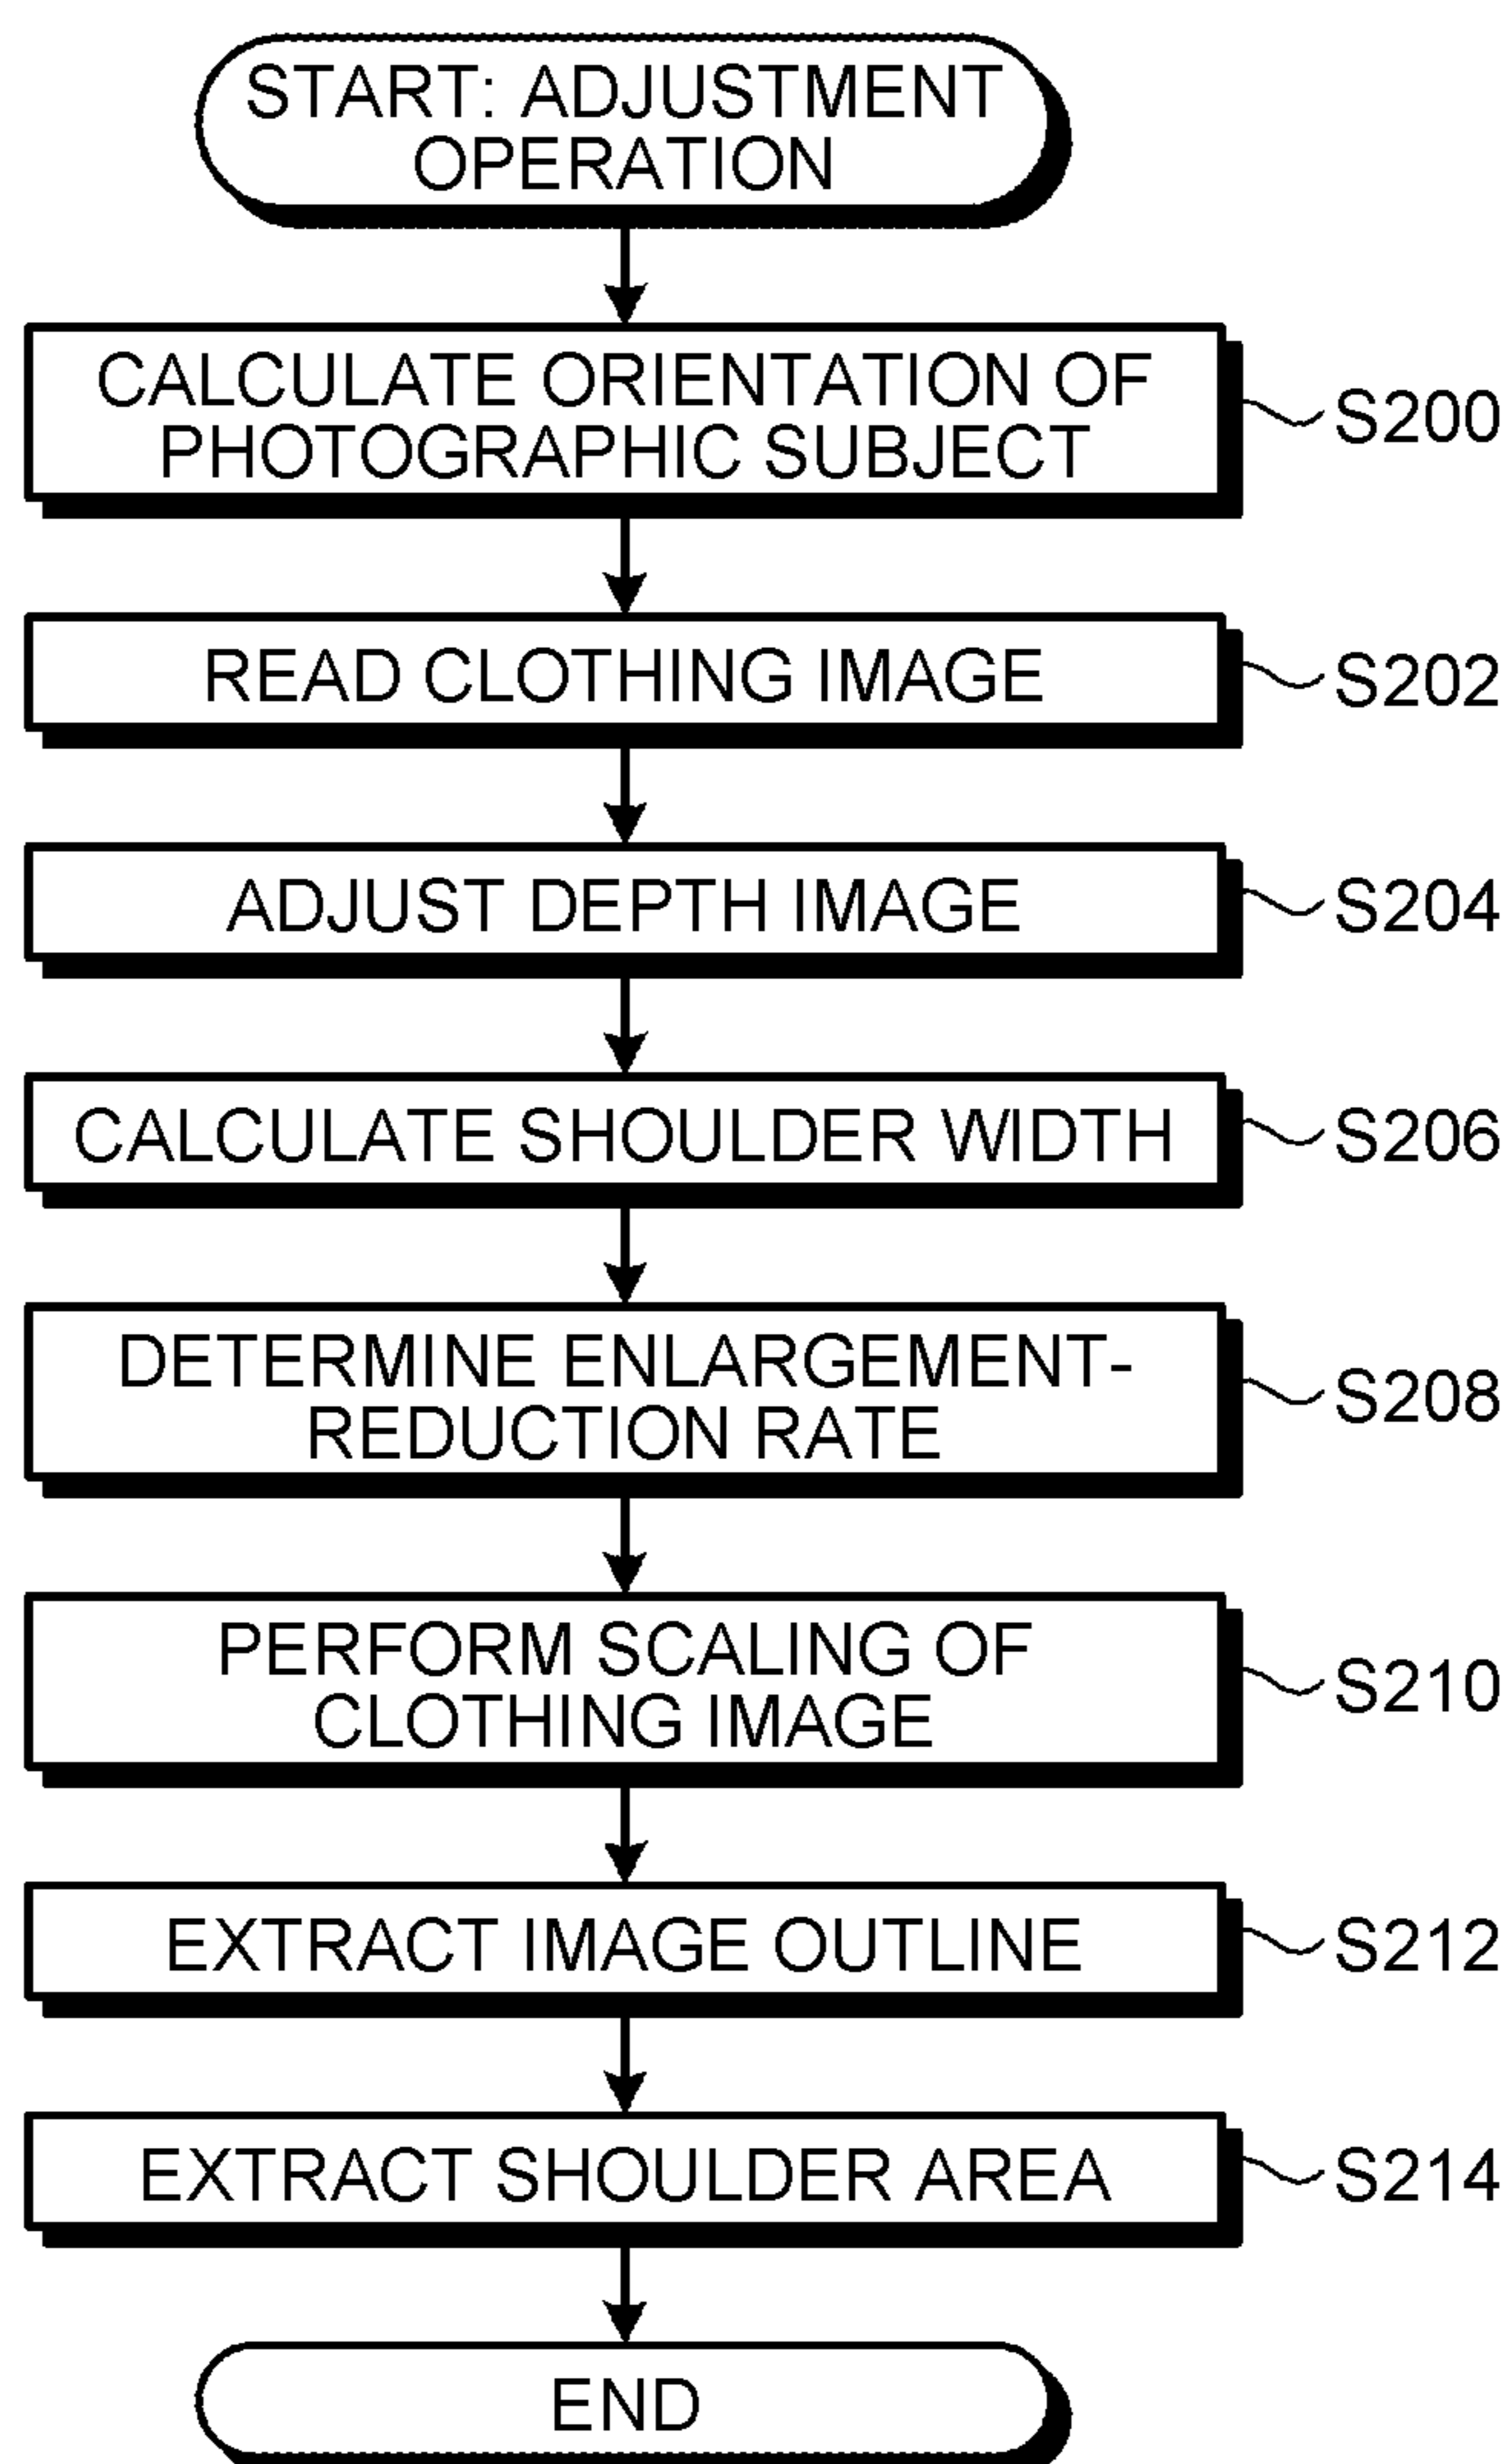 START: ADJUSTMENT
OPERATION
CALCULATE ORIENTATION OF
PHOTOGRAPHIC SUBJECT
S200
READ CLOTHING IMAGE
S202
ADJUST DEPTH IMAGE
S204
CALCULATE SHOULDER WIDTH
S206
DETERMINE ENLARGEMENT-
REDUCTION RATE
S208
PERFORM SCALING OF
CLOTHING IMAGE
S210
EXTRACT IMAGE OUTLINE
S212
EXTRACT SHOULDER AREA
S214
END